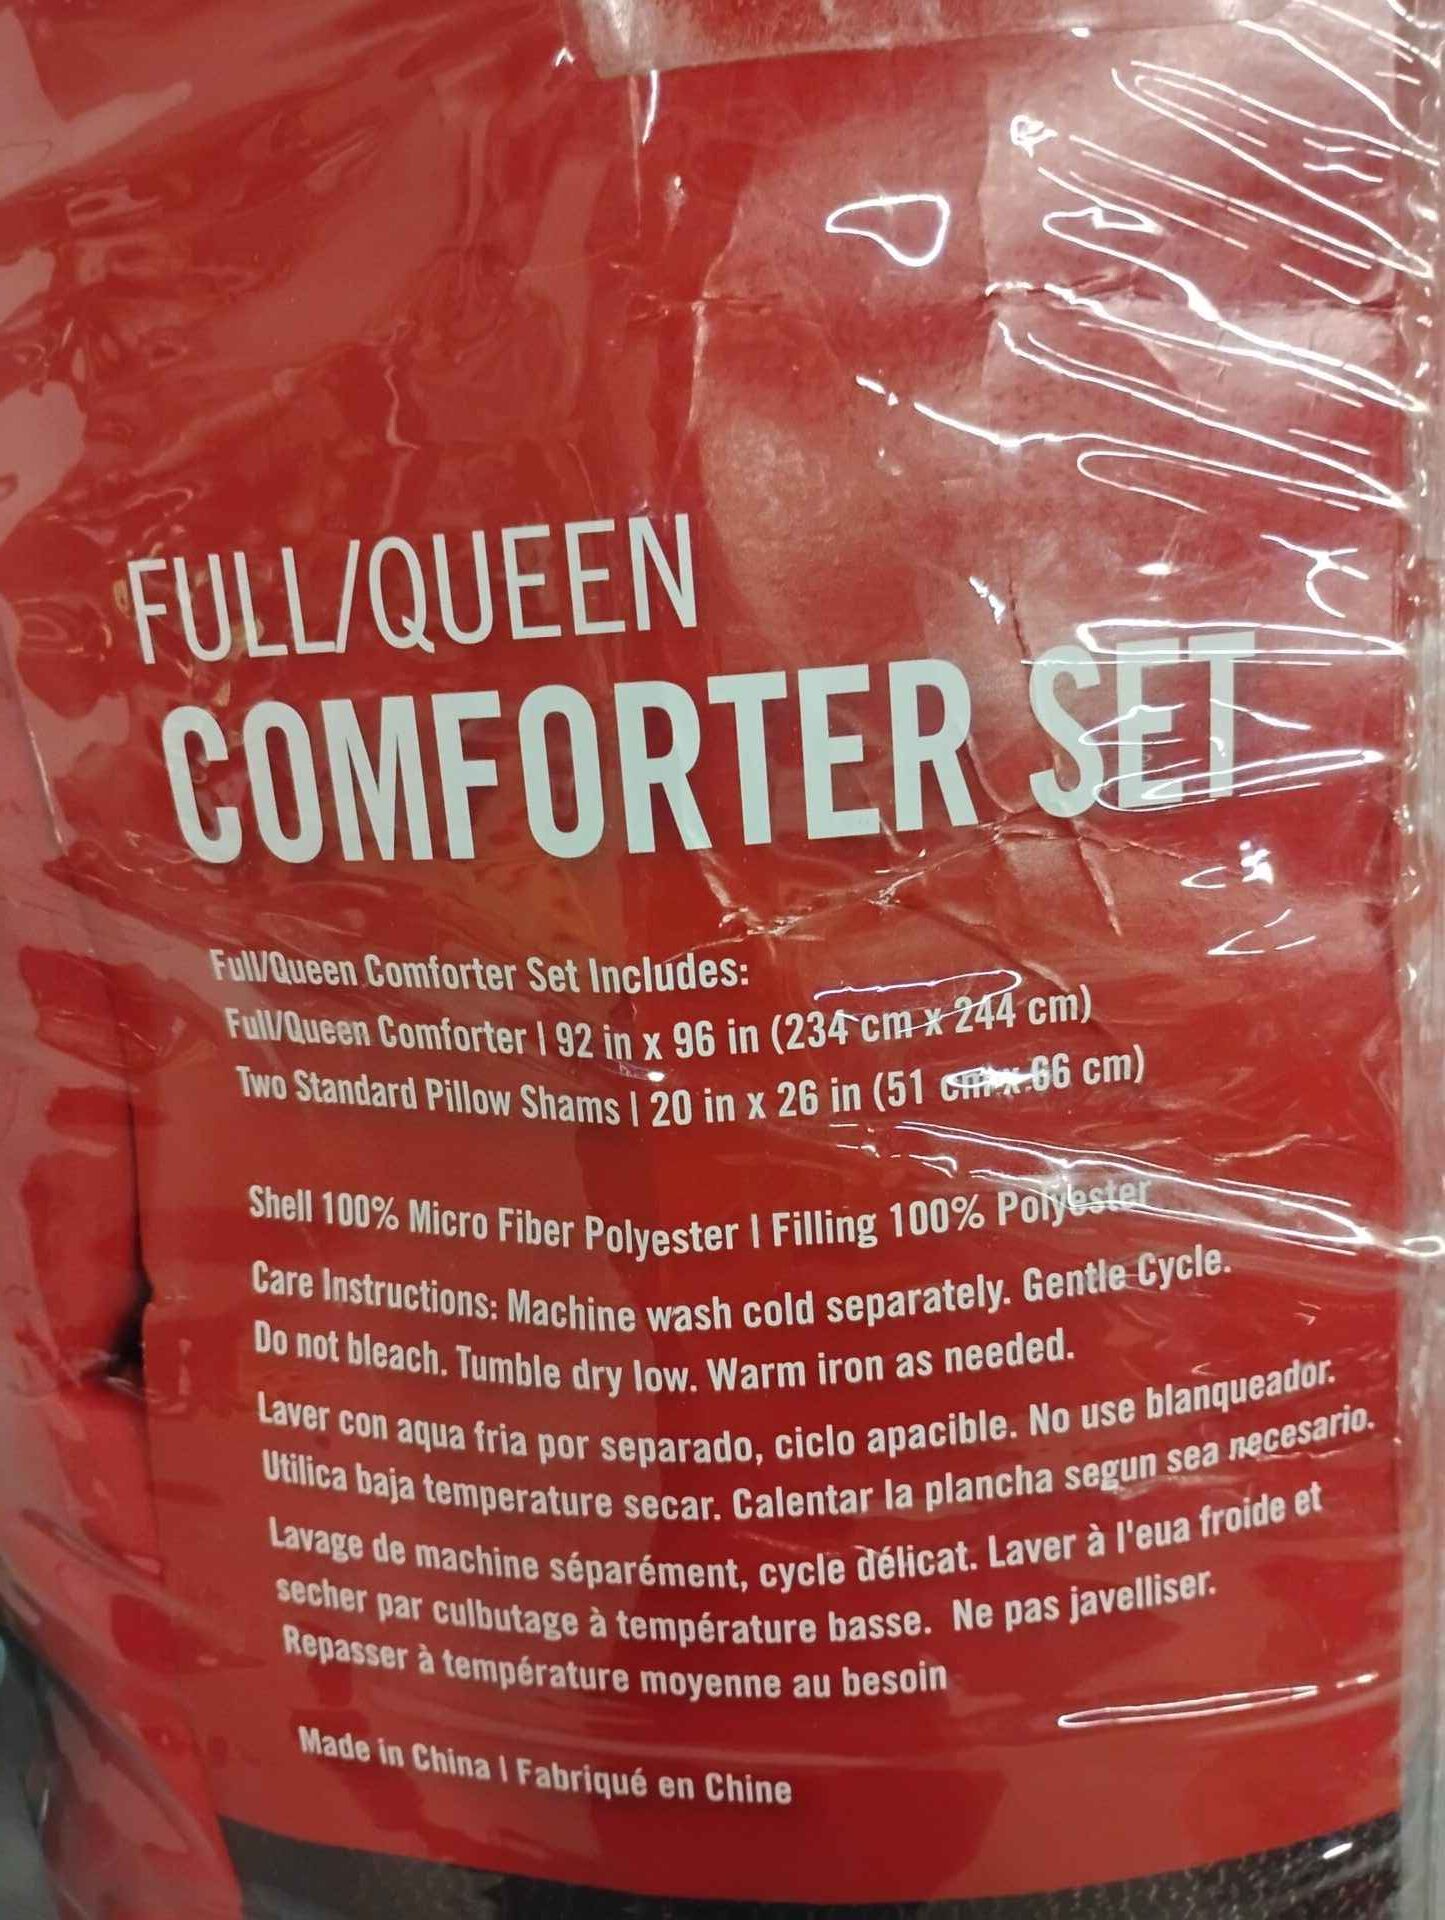 FULL/QUEEN
COMFORTER SET
Full/Queen Comforter Set Includes:
Full/Queen Comforter | 92 in x 96 in (234 cm x 244 cm)
Two Standard Pillow Shams | 20 in x 26 in (51 cm x 66 cm)
Shell 100% Micro Fiber Polyester | Filling 100% Polyester
Care Instructions: Machine wash cold separately. Gentle Cycle.
Do not bleach. Tumble dry low. Warm iron as needed.
Laver con aqua fria por separado, ciclo apacible. No use blanqueador.
Utilica baja temperature secar. Calentar la plancha segun sea necesario.
Lavage de machine séparément, cycle délicat. Laver à l'eua froide et
secher par culbutage à température basse. Ne pas javelliser.
Repasser à température moyenne au besoin
Made in China | Fabriqué en Chine